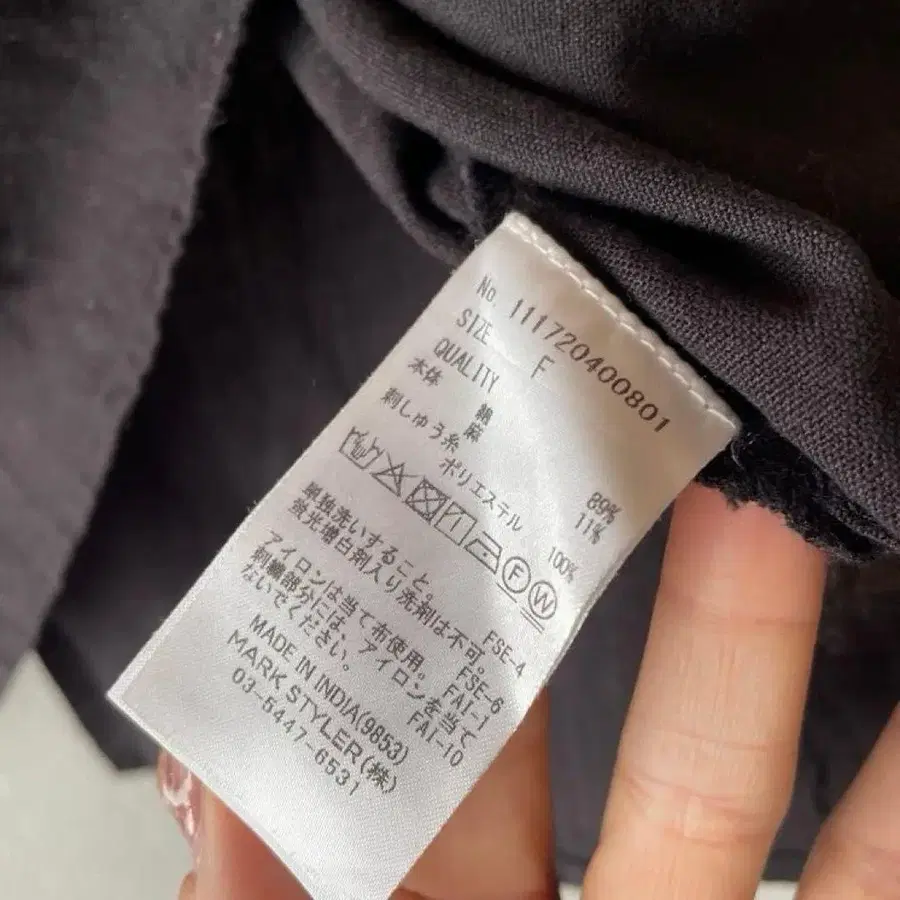 No. 111720400801
SIZE F
QUALITY
本体 89%
麻 11%
刺しゅう糸 ポリエステル 100%
F W
単独洗いすること。 FSE-4
蛍光増白剤入り洗剤は不可。 FSE-6
アイロンは当て布使用。 FAI-1
刺繍部分には、アイロンを当て FAI-10
ないでください。
MADE IN INDIA(9853)
MARK STYLER(株)
03-5447-6531